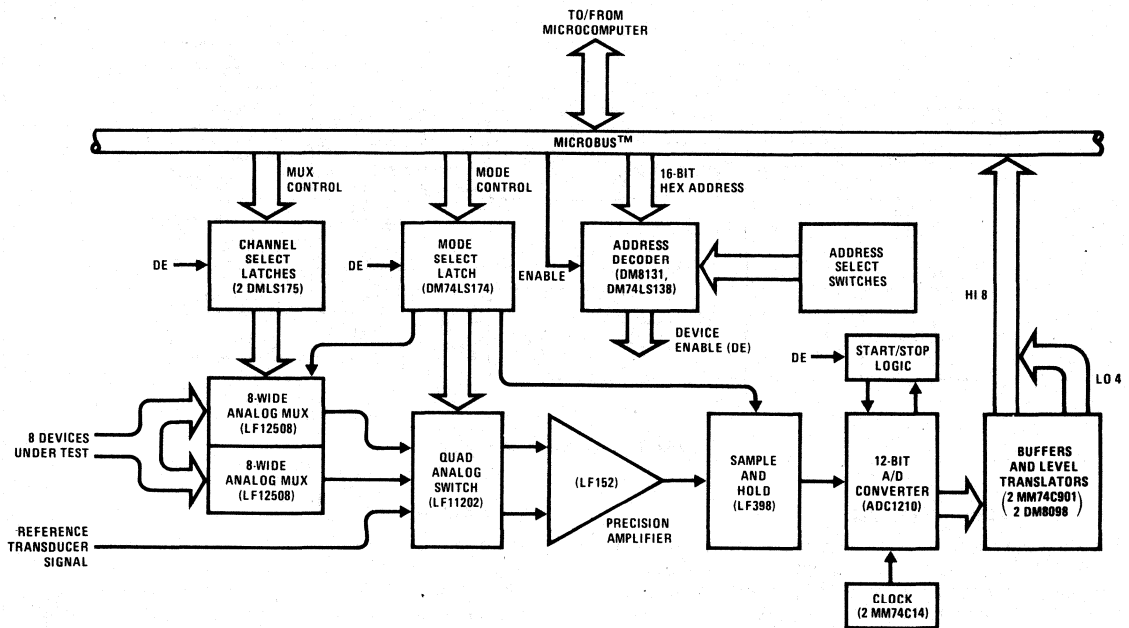 TO/FROM
MICROCOMPUTER
MICROBUS™
MUX
CONTROL
MODE
CONTROL
16-BIT
HEX ADDRESS
DE
CHANNEL
SELECT
LATCHES
(2 DMLS175)
DE
MODE
SELECT
LATCH
(DM74LS174)
ENABLE
ADDRESS
DECODER
(DM8131,
DM74LS138)
ADDRESS
SELECT
SWITCHES
HI 8
DEVICE
ENABLE (DE)
DE
START/STOP
LOGIC
LO 4
8 DEVICES
UNDER TEST
8-WIDE
ANALOG MUX
(LF12508)
8-WIDE
ANALOG MUX
(LF12508)
QUAD
ANALOG
SWITCH
(LF11202)
(LF152)
PRECISION
AMPLIFIER
SAMPLE
AND
HOLD
(LF398)
12-BIT
A/D
CONVERTER
(ADC1210)
BUFFERS
AND LEVEL
TRANSLATORS
(2 MM74C901
2 DM8098)
REFERENCE
TRANSDUCER
SIGNAL
CLOCK
(2 MM74C14)